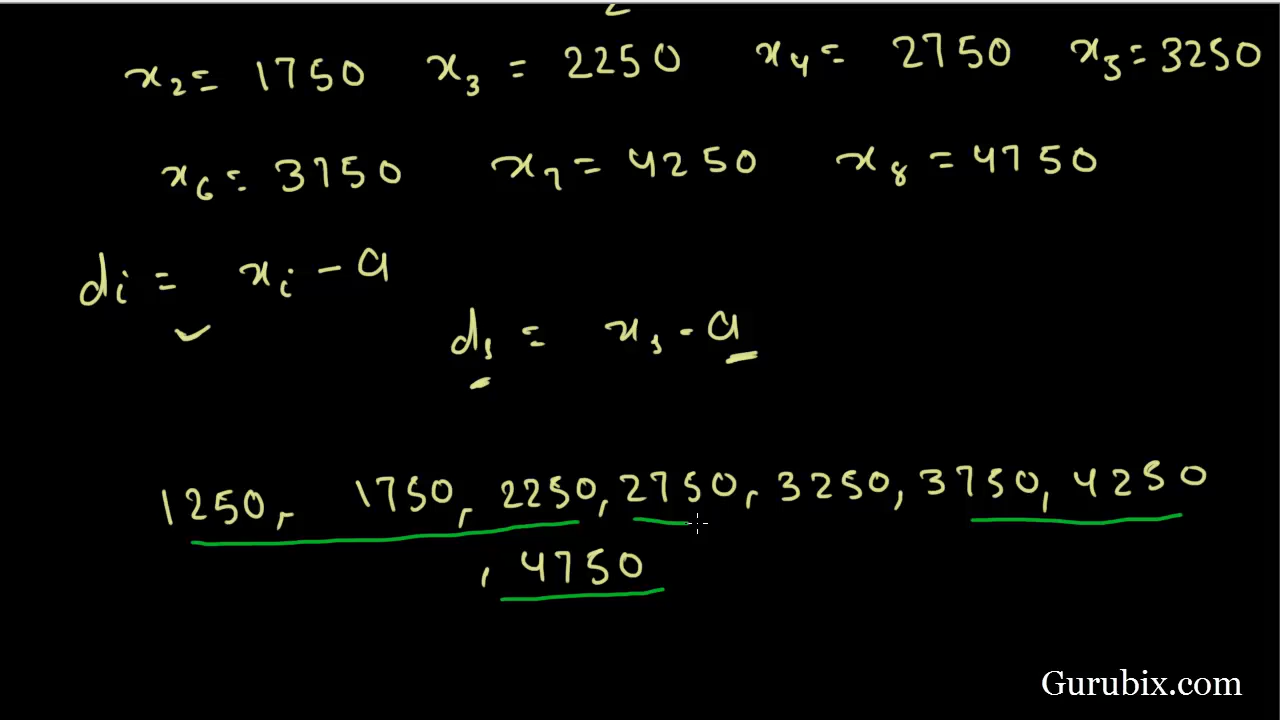 x2= 1750 x3 = 2250 x4= 2750 x5=3250
x6= 3750 x7= 4250 x8=4750
di = xi - a
d1 = x1 - a
1250, 1750, 2250, 2750, 3250, 3750, 4250
, 4750
Gurubix.com